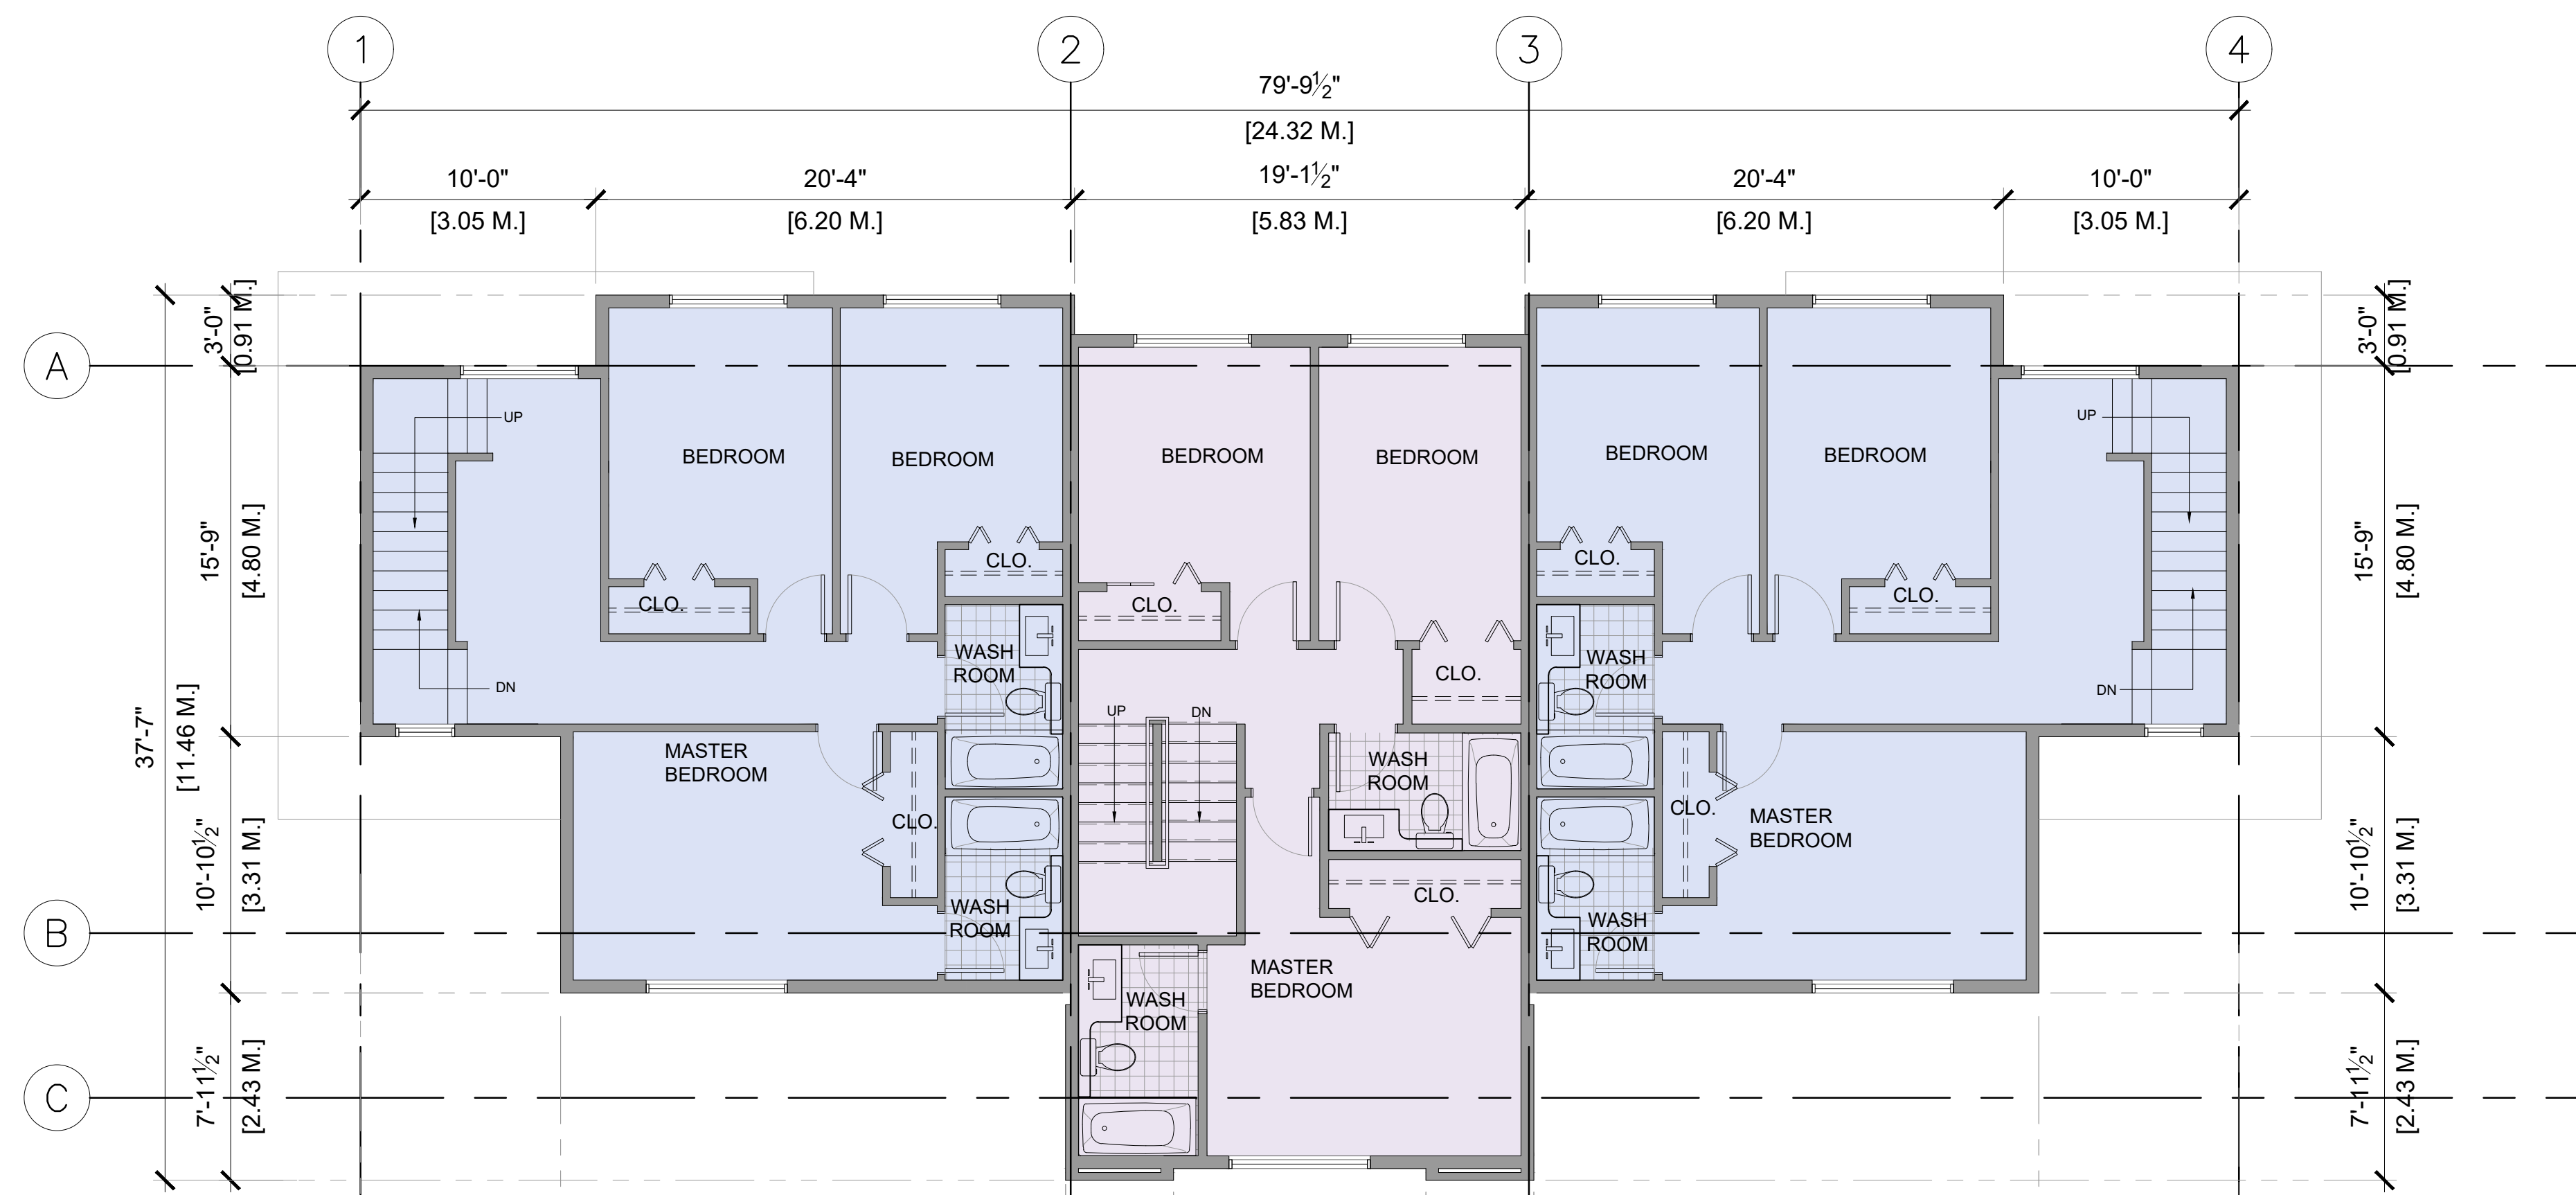 1
2
3
4
79'-9½"
[24.32 M.]
10'-0"
20'-4"
19'-1½"
20'-4"
10'-0"
[3.05 M.]
[6.20 M.]
[5.83 M.]
[6.20 M.]
[3.05 M.]
3'-0"
[0.91 M.]
3'-0"
[0.91 M.]
A
UP
UP
BEDROOM
BEDROOM
BEDROOM
BEDROOM
BEDROOM
BEDROOM
15'-9"
[4.80 M.]
15'-9"
[4.80 M.]
CLO.
CLO.
CLO.
CLO.
CLO.
CLO.
WASH
ROOM
WASH
ROOM
CLO.
DN
DN
UP
DN
37'-7"
[11.46 M.]
MASTER
BEDROOM
WASH
ROOM
CLO.
CLO.
MASTER
BEDROOM
10'-10½"
[3.31 M.]
10'-10½"
[3.31 M.]
CLO.
WASH
ROOM
WASH
ROOM
B
MASTER
BEDROOM
WASH
ROOM
7'-11½"
[2.43 M.]
7'-11½"
[2.43 M.]
C